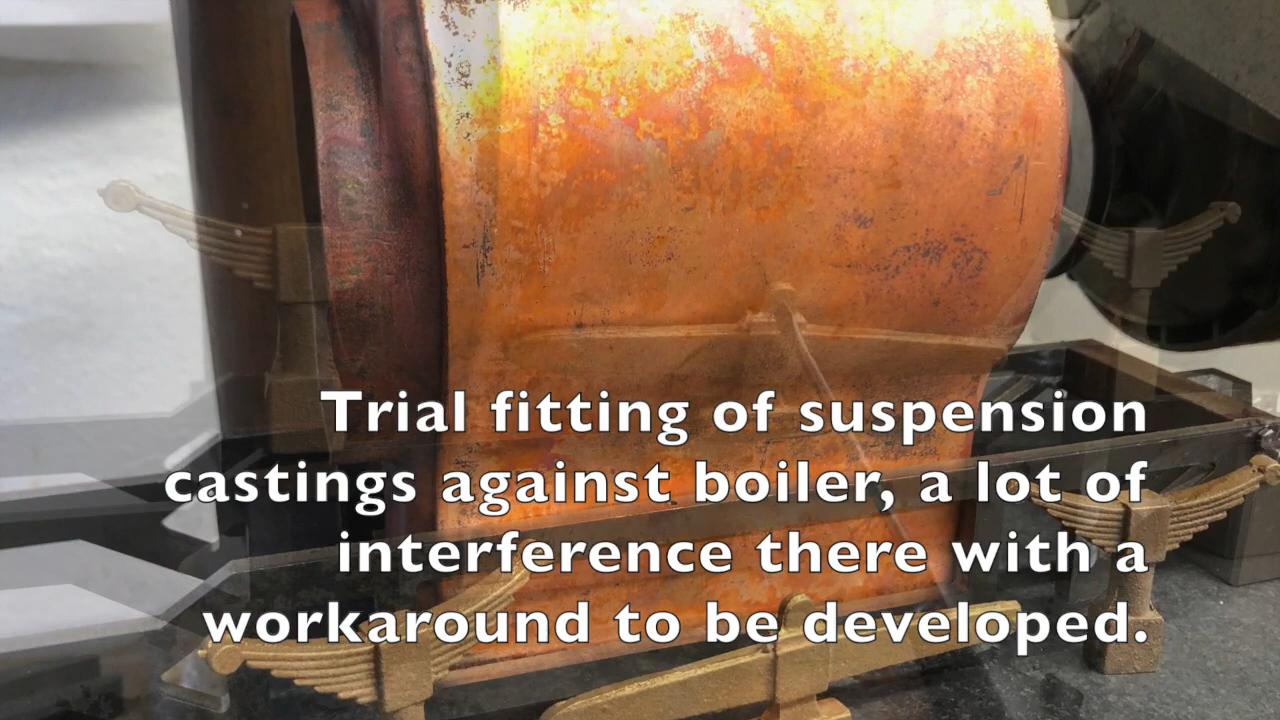 Trial fitting of suspension
castings against boiler, a lot of
interference there with a
workaround to be developed.